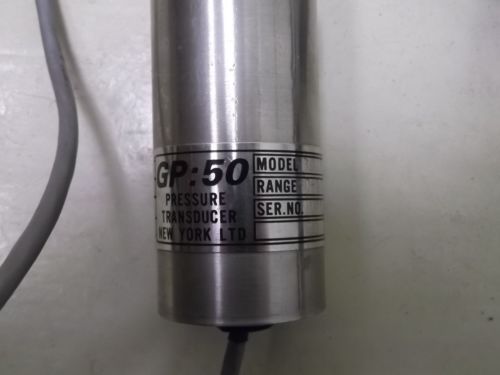 GP:50
PRESSURE
TRANSDUCER
NEW YORK LTD
MODEL
RANGE
SER.NO.